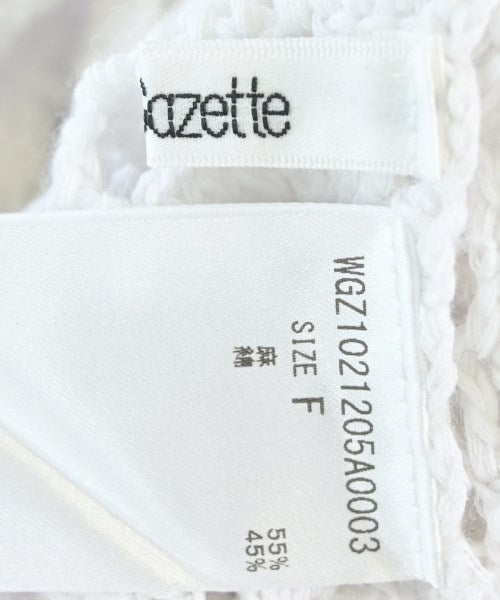 Gazette
WGZ1021205A0003
SIZE F
麻 55%
綿 45%